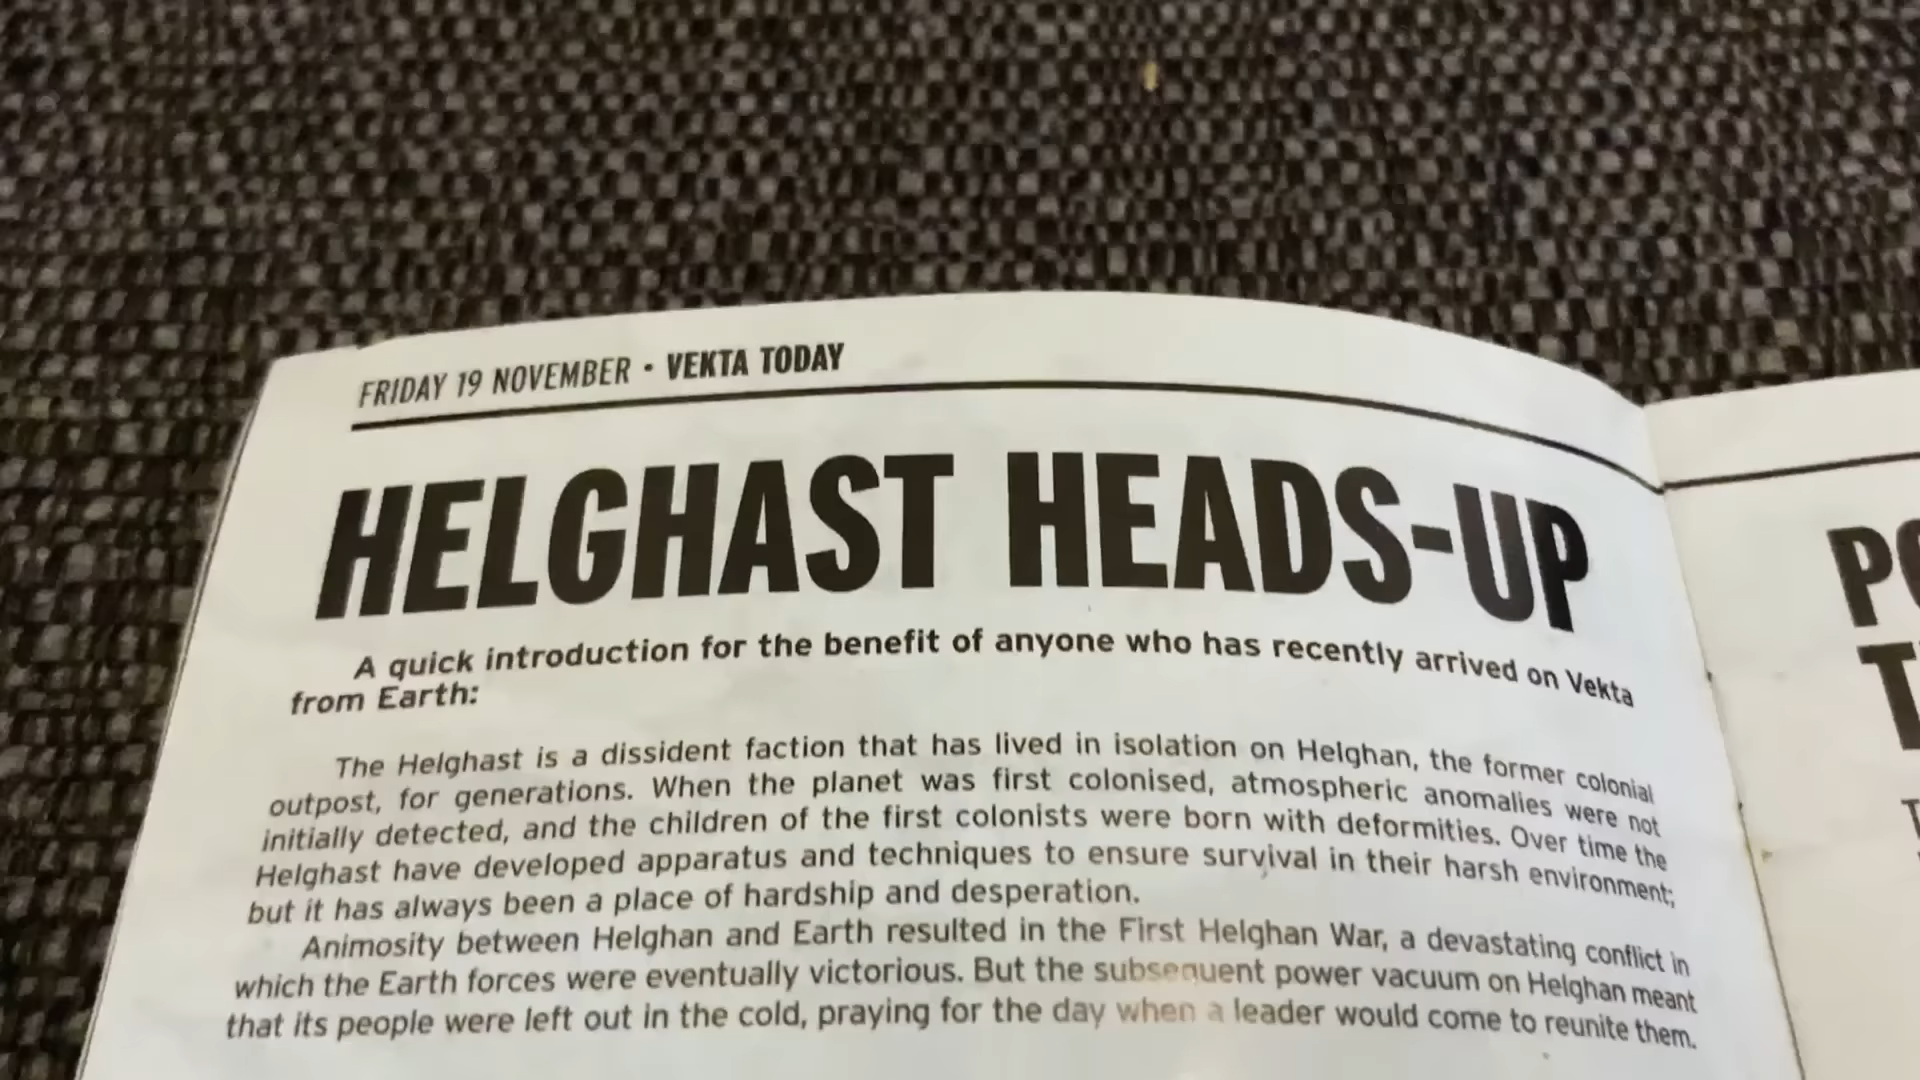 FRIDAY 19 NOVEMBER · VEKTA TODAY
HELGHAST HEADS-UP
A quick introduction for the benefit of anyone who has recently arrived on Vekta
from Earth:
The Helghast is a dissident faction that has lived in isolation on Helghan, the former colonial
outpost, for generations. When the planet was first colonised, atmospheric anomalies were not
initially detected, and the children of the first colonists were born with deformities. Over time the
Helghast have developed apparatus and techniques to ensure survival in their harsh environment;
but it has always been a place of hardship and desperation.
Animosity between Helghan and Earth resulted in the First Helghan War, a devastating conflict in
which the Earth forces were eventually victorious. But the subsequent power vacuum on Helghan meant
that its people were left out in the cold, praying for the day when a leader would come to reunite them.